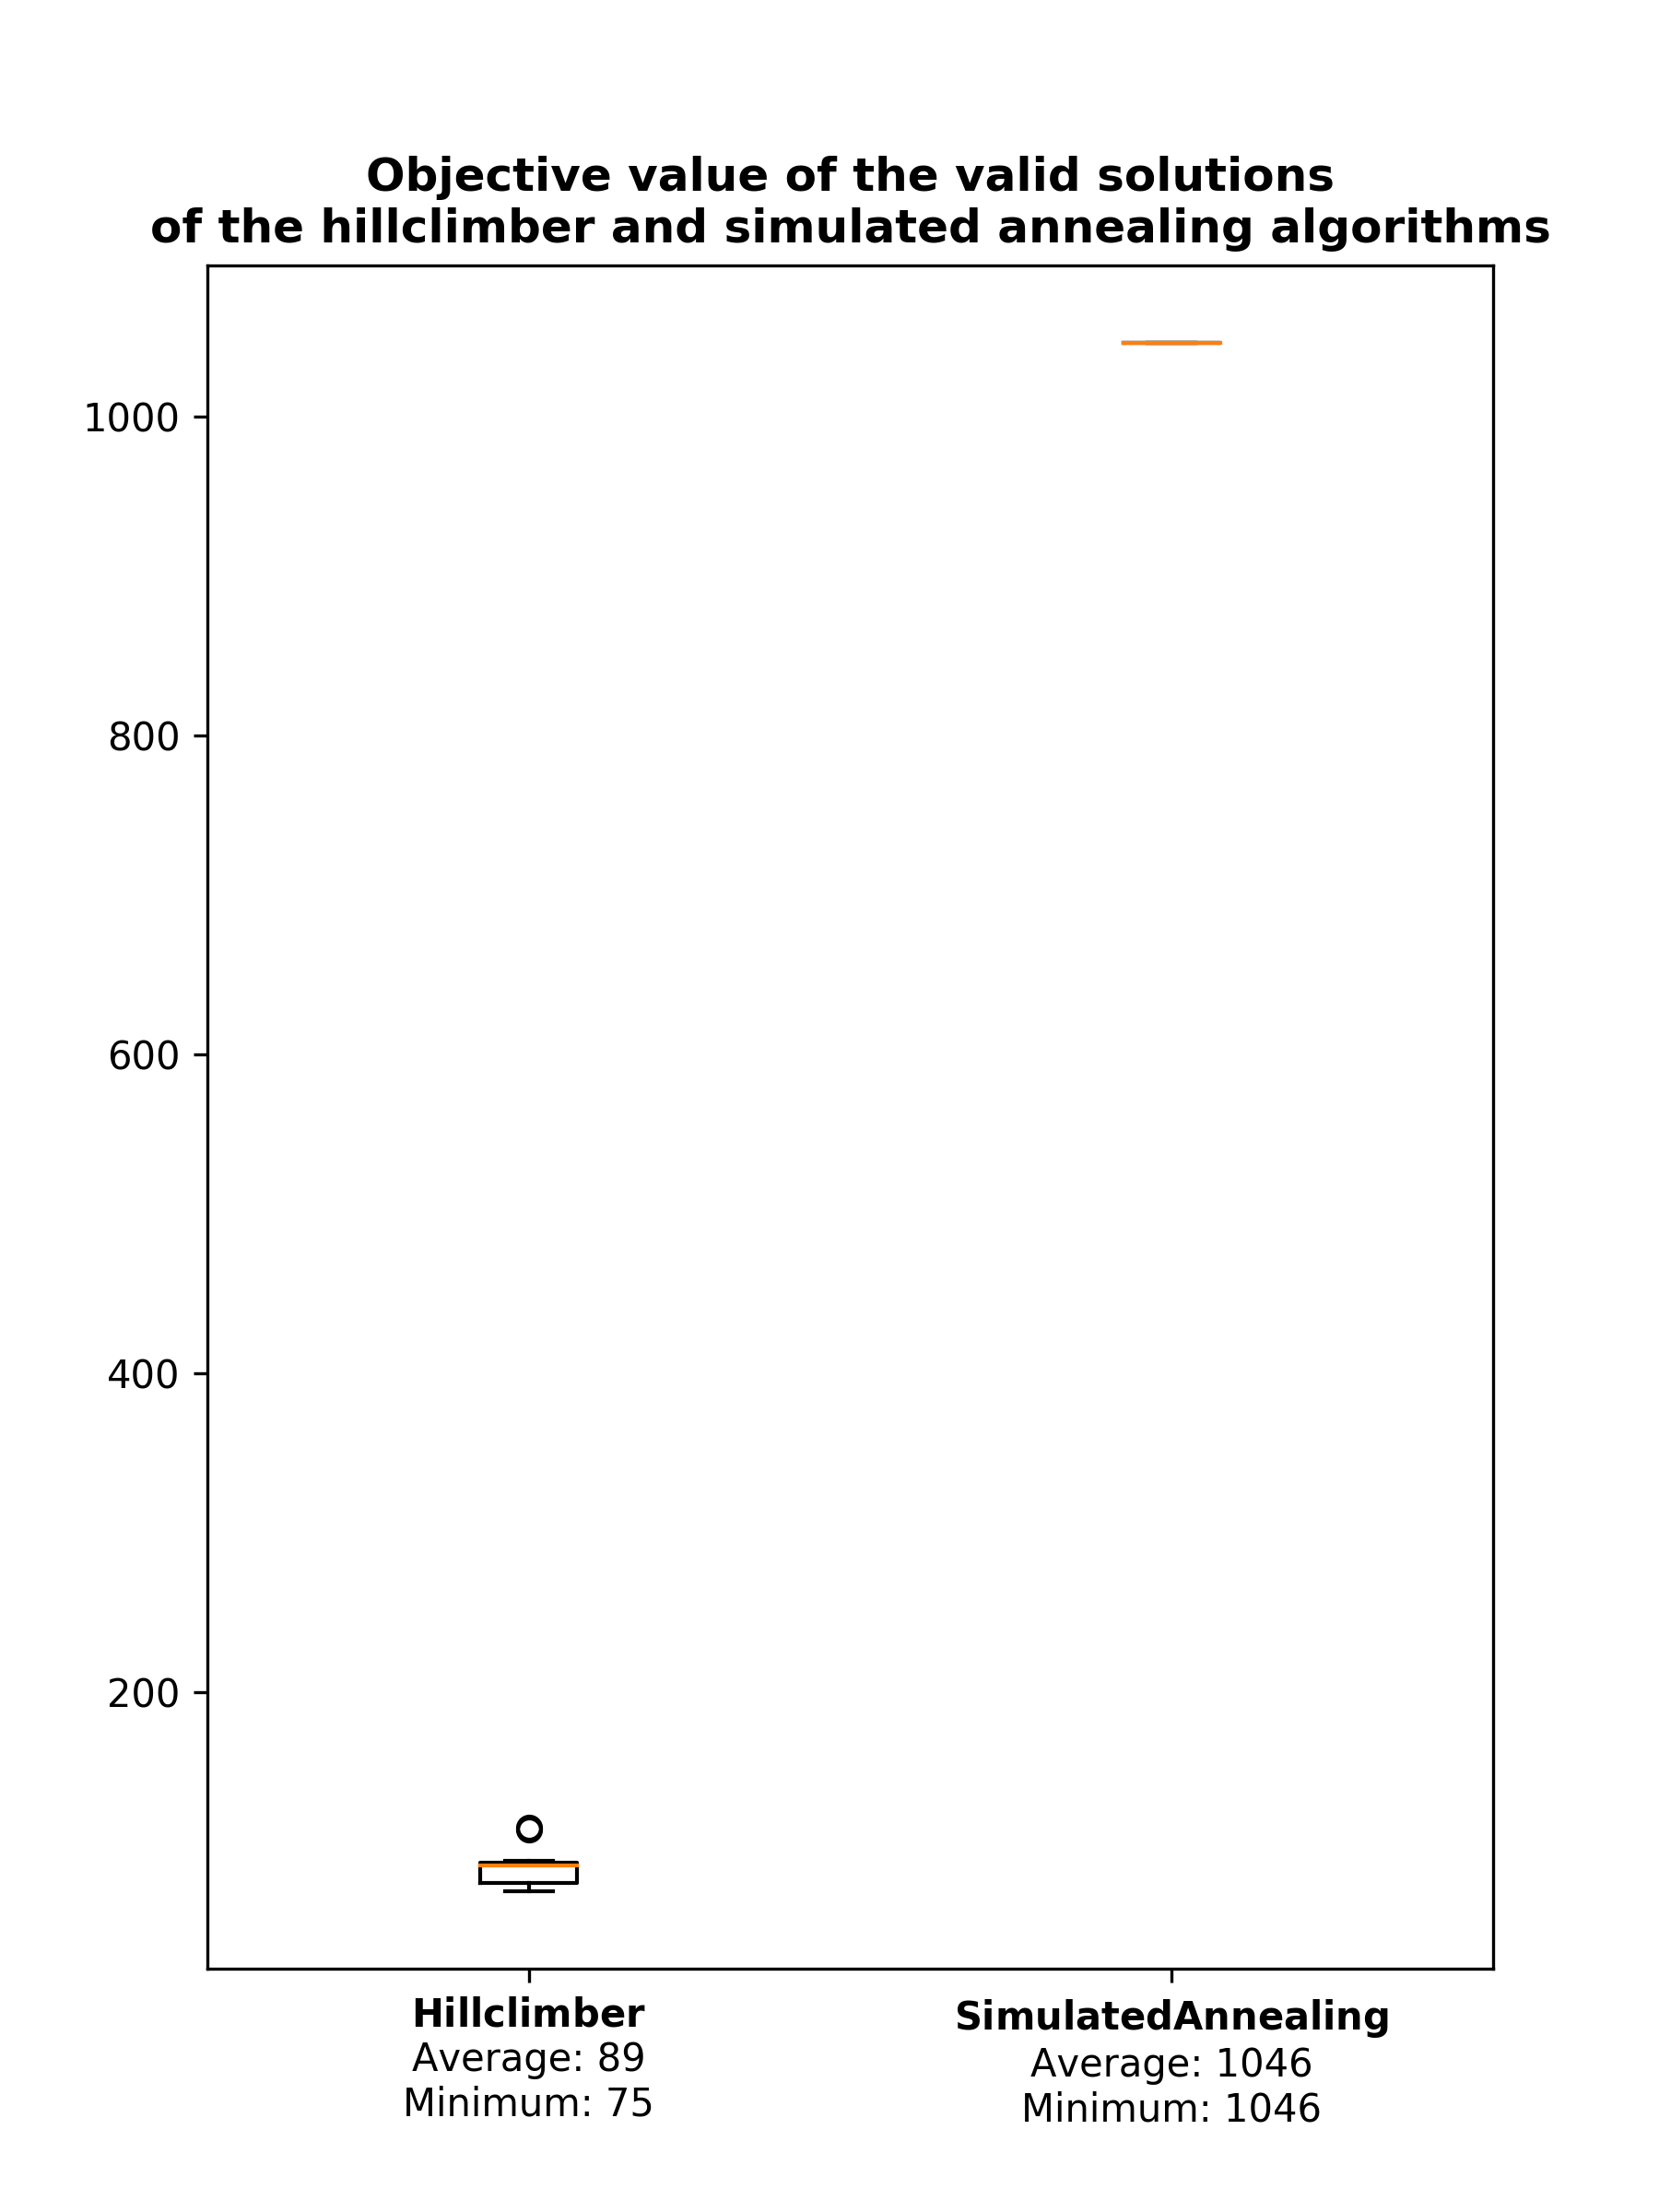 Objective value of the valid solutions
of the hillclimber and simulated annealing algorithms
1000
800
600
400
200
Hillclimber
Average: 89
Minimum: 75
SimulatedAnnealing
Average: 1046
Minimum: 1046